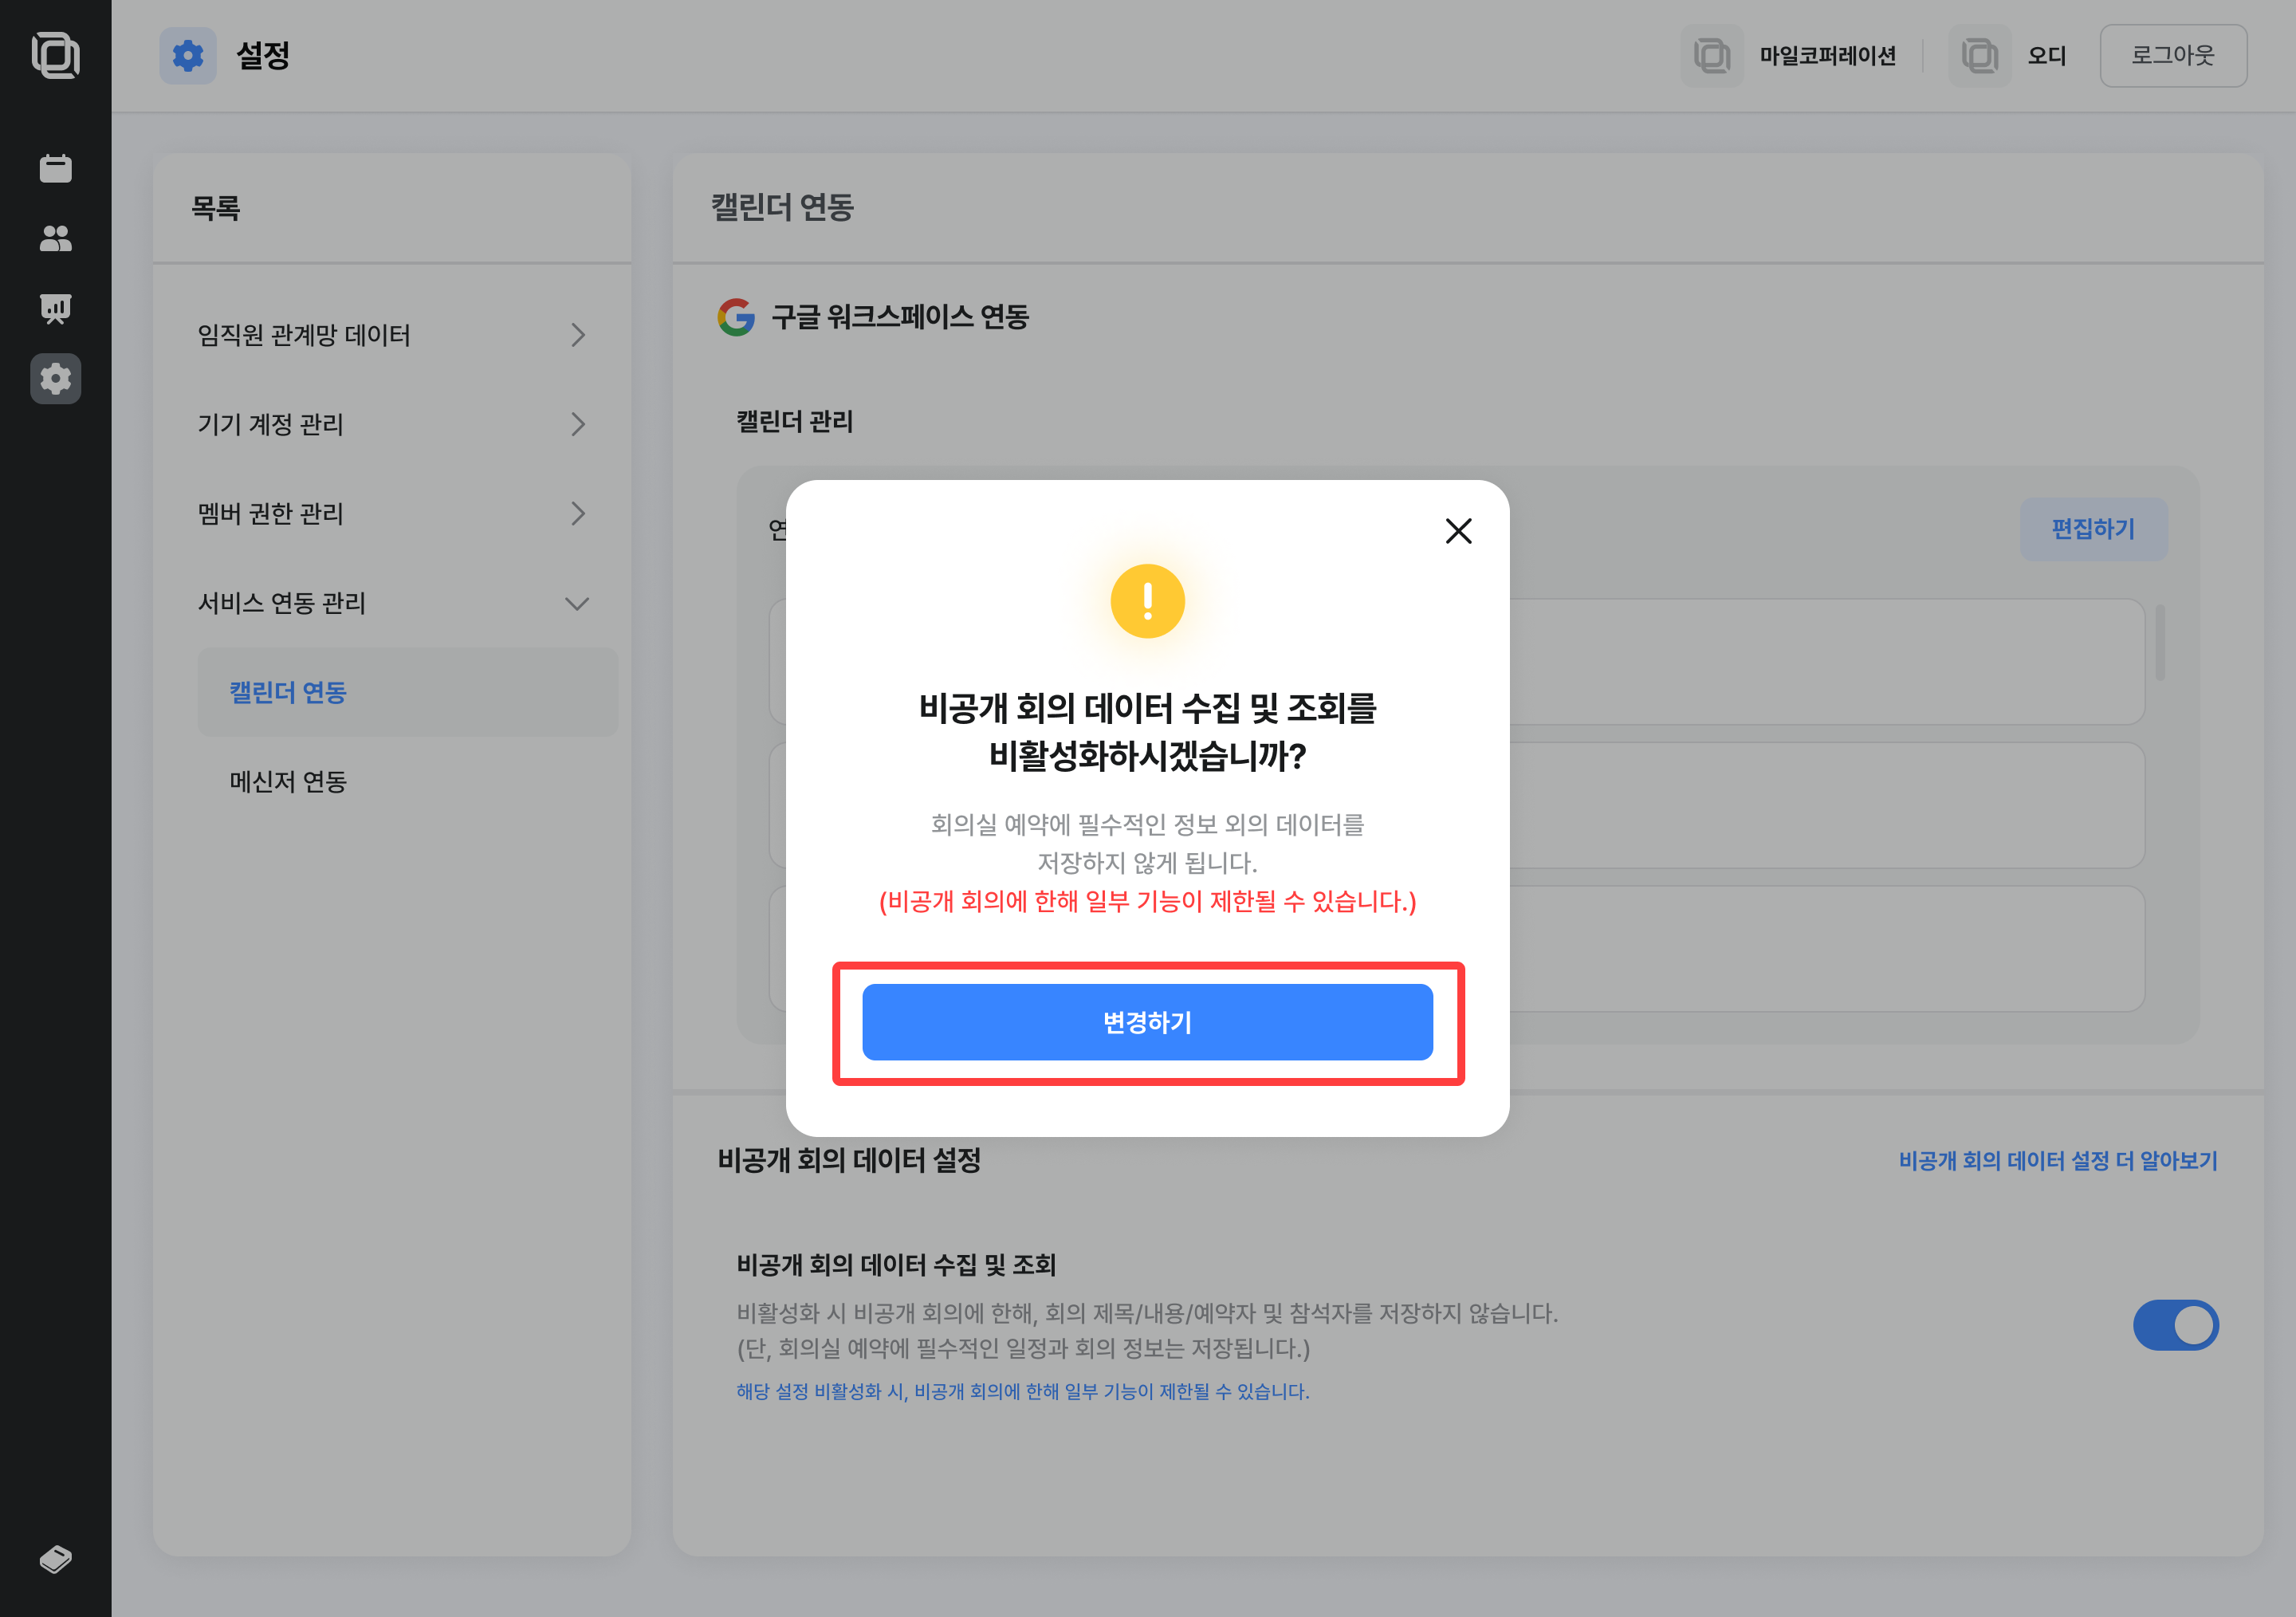 설정
마일코퍼레이션
오디
로그아웃
목록
임직원 관계망 데이터
기기 계정 관리
멤버 권한 관리
서비스 연동 관리
캘린더 연동
메신저 연동
캘린더 연동
구글 워크스페이스 연동
캘린더 관리
편집하기
비공개 회의 데이터 수집 및 조회를
비활성화하시겠습니까?
회의실 예약에 필수적인 정보 외의 데이터를
저장하지 않게 됩니다.
(비공개 회의에 한해 일부 기능이 제한될 수 있습니다.)
변경하기
비공개 회의 데이터 설정
비공개 회의 데이터 설정 더 알아보기
비공개 회의 데이터 수집 및 조회
비활성화 시 비공개 회의에 한해, 회의 제목/내용/예약자 및 참석자를 저장하지 않습니다.
(단, 회의실 예약에 필수적인 일정과 회의 정보는 저장됩니다.)
해당 설정 비활성화 시, 비공개 회의에 한해 일부 기능이 제한될 수 있습니다.